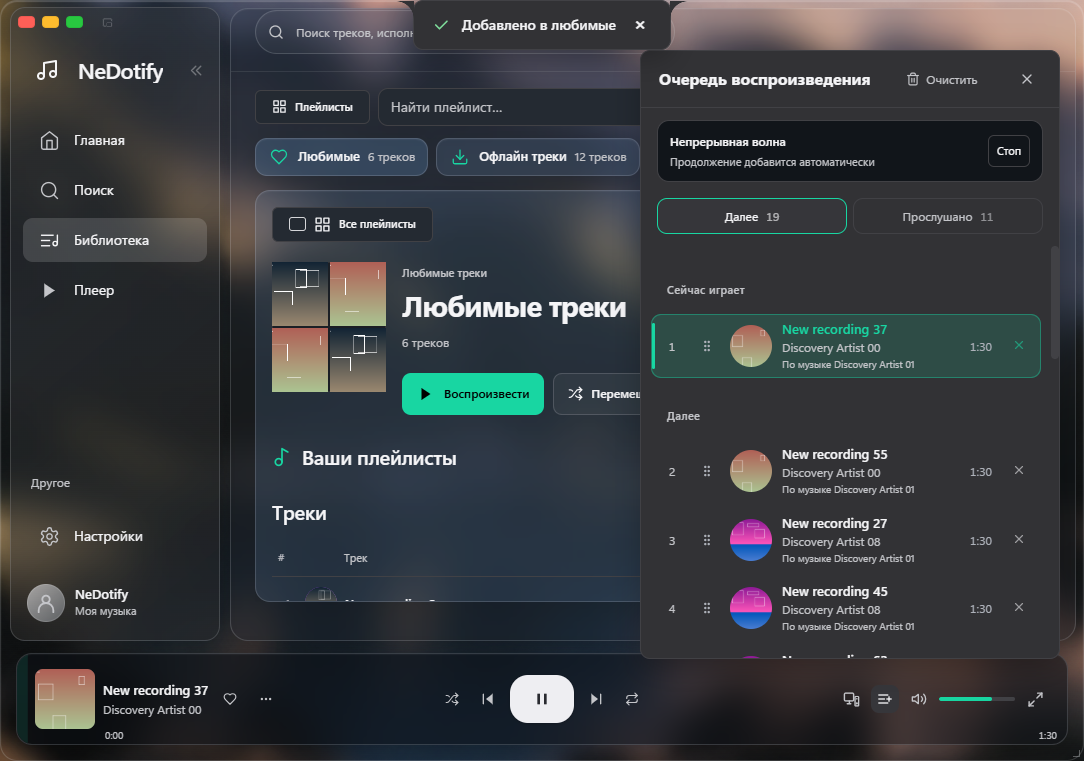 NeDotify
Главная
Поиск
Библиотека
Плеер
Другое
Настройки
NeDotify
Моя музыка
Поиск треков,
Добавлено в любимые
Плейлисты
Найти плейлист...
Любимые 6 треков
Офлайн треки 12 треков
Все плейлисты
Любимые треки
Любимые треки
6 треков
Воспроизвести
Ваши плейлисты
Треки
# Трек
Очередь воспроизведения
Очистить
Непрерывная волна
Продолжение добавится автоматически
Стоп
Далее 19
Прослушано 11
Сейчас играет
1
New recording 37
Discovery Artist 00
По музыке Discovery Artist 01
1:30
Далее
2
New recording 55
Discovery Artist 00
По музыке Discovery Artist 01
1:30
3
New recording 27
Discovery Artist 08
По музыке Discovery Artist 01
1:30
4
New recording 45
Discovery Artist 08
По музыке Discovery Artist 01
1:30
New recording 37
Discovery Artist 00
0:00
1:30